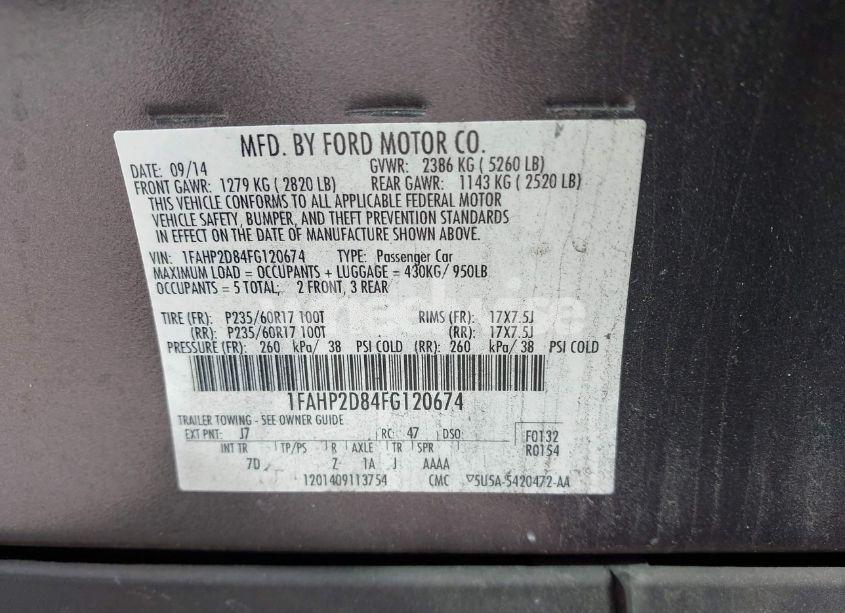 MFD. BY FORD MOTOR CO.
DATE: 09/14 GVWR: 2386 KG ( 5260 LB)
FRONT GAWR: 1279 KG ( 2820 LB) REAR GAWR: 1143 KG ( 2520 LB)
THIS VEHICLE CONFORMS TO ALL APPLICABLE FEDERAL MOTOR
VEHICLE SAFETY, BUMPER, AND THEFT PREVENTION STANDARDS
IN EFFECT ON THE DATE OF MANUFACTURE SHOWN ABOVE.
VIN: 1FAHP2D84FG120674 TYPE: Passenger Car
MAXIMUM LOAD = OCCUPANTS + LUGGAGE = 430KG/ 950LB
OCCUPANTS = 5 TOTAL; 2 FRONT, 3 REAR
TIRE (FR): P235/60R17 100T RIMS (FR): 17X7.5J
(RR): P235/60R17 100T (RR): 17X7.5J
PRESSURE (FR): 260 kPa/ 38 PSI COLD (RR): 260 kPa/ 38 PSI COLD
1FAHP2D84FG120674
TRAILER TOWING - SEE OWNER GUIDE
EXT PNT: J7 RC: 47 DSO: F0132
INT TR TP/PS R AXLE TR SPR R0154
7D Z 1A J AAAA
1201409113754 CMC ▽5U5A-5420472-AA